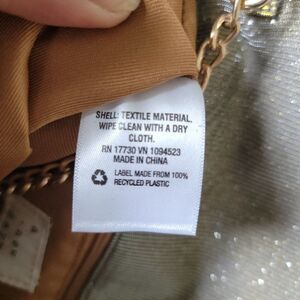 SHELL: TEXTILE MATERIAL,
WIPE CLEAN WITH A DRY
CLOTH.
RN 17730 VN 1094523
MADE IN CHINA
LABEL MADE FROM 100%
RECYCLED PLASTIC